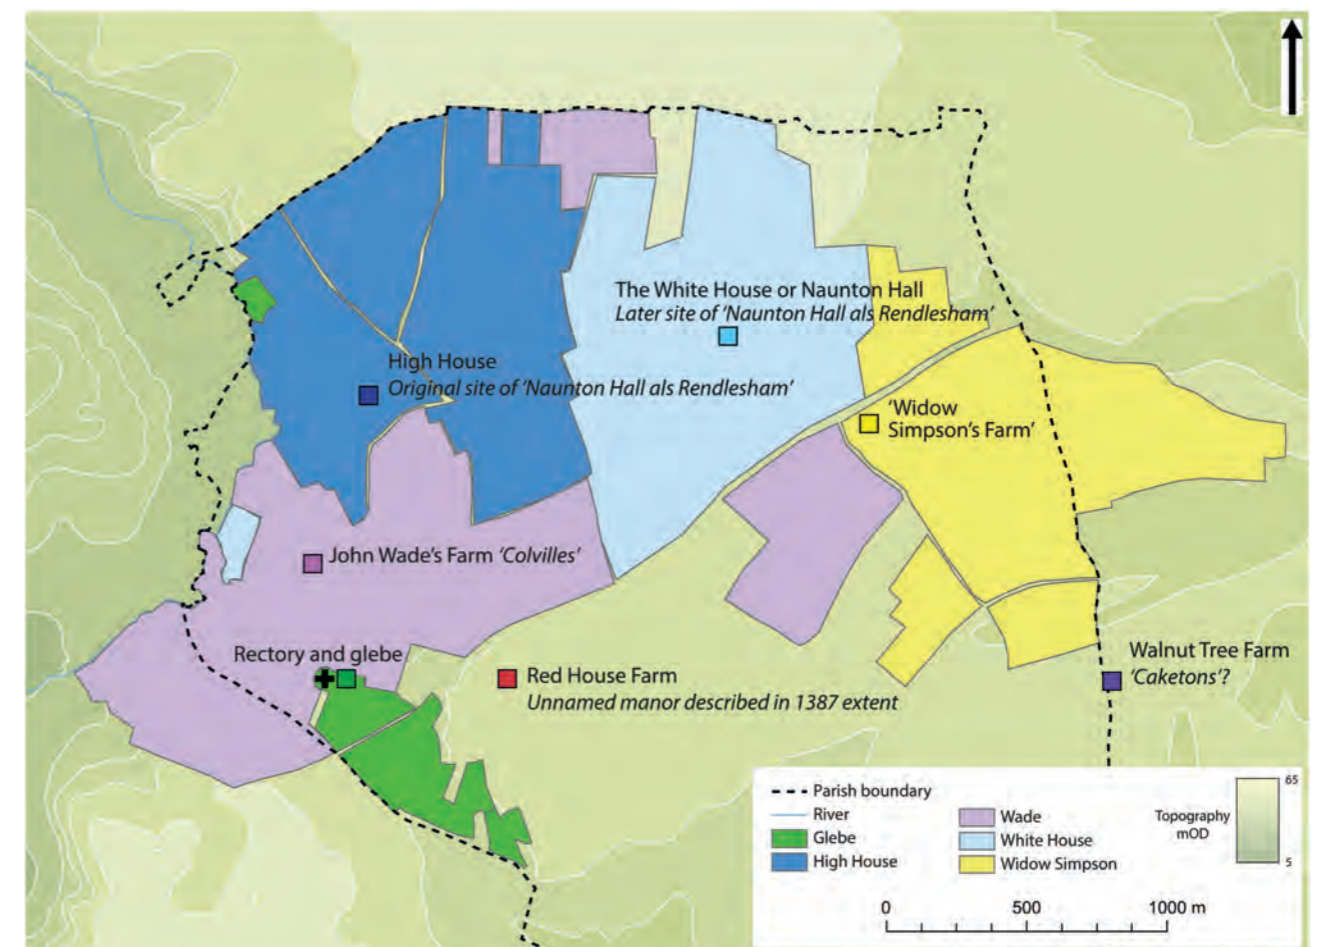 The White House or Naunton Hall
Later site of 'Naunton Hall als Rendlesham'
High House
Original site of 'Naunton Hall als Rendlesham'
'Widow
Simpson's Farm'
John Wade's Farm 'Colvilles'
Rectory and glebe
Red House Farm
Unnamed manor described in 1387 extent
Walnut Tree Farm
'Caketons'?
Parish boundary
River
Glebe
High House
Wade
White House
Widow Simpson
Topography
mOD
65
5
0 500 1000 m